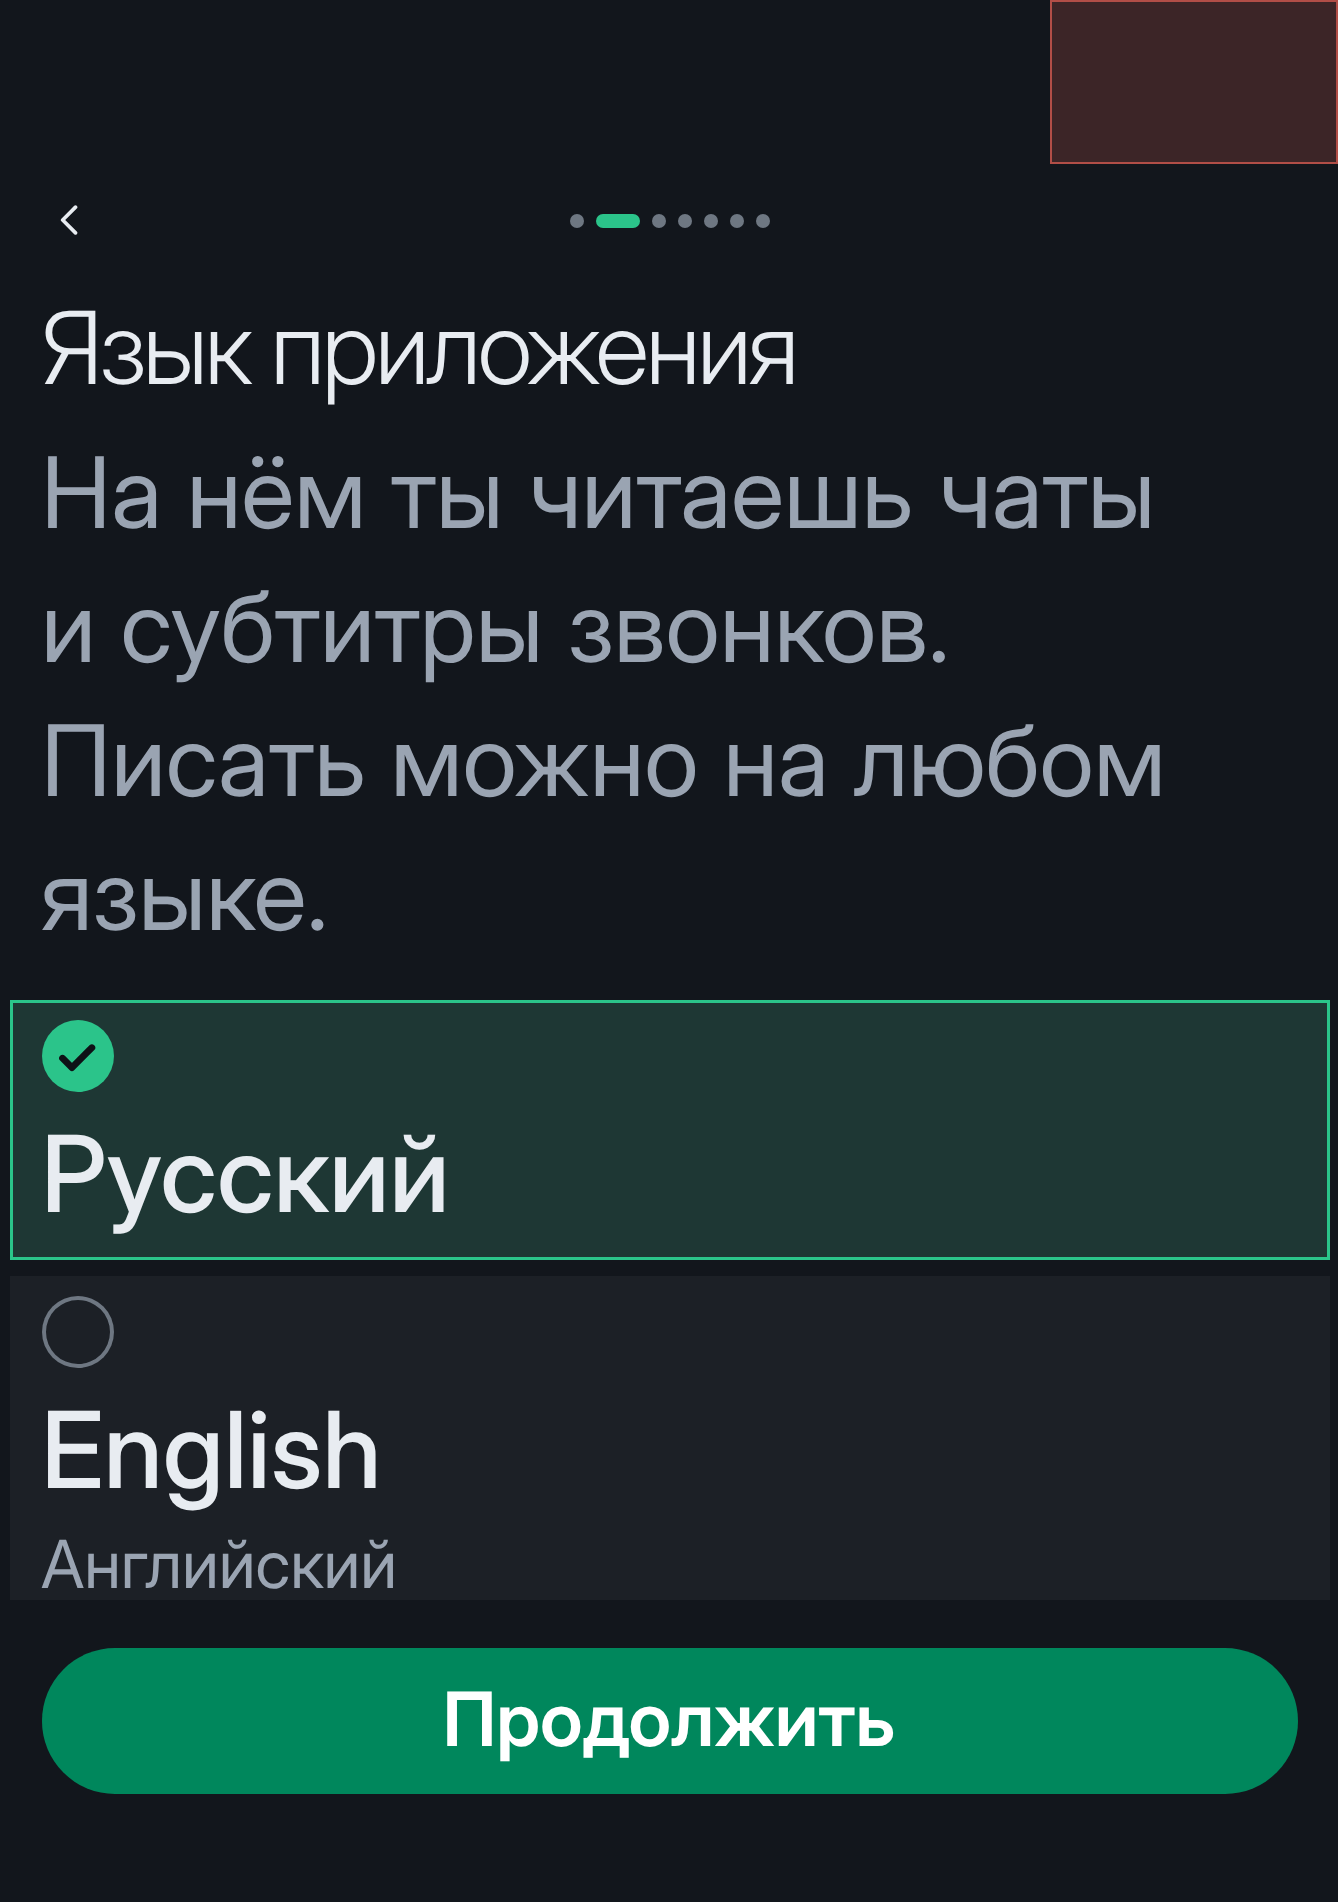 Язык приложения
На нём ты читаешь чаты
и субтитры звонков.
Писать можно на любом
языке.
Русский
English
Английский
Продолжить